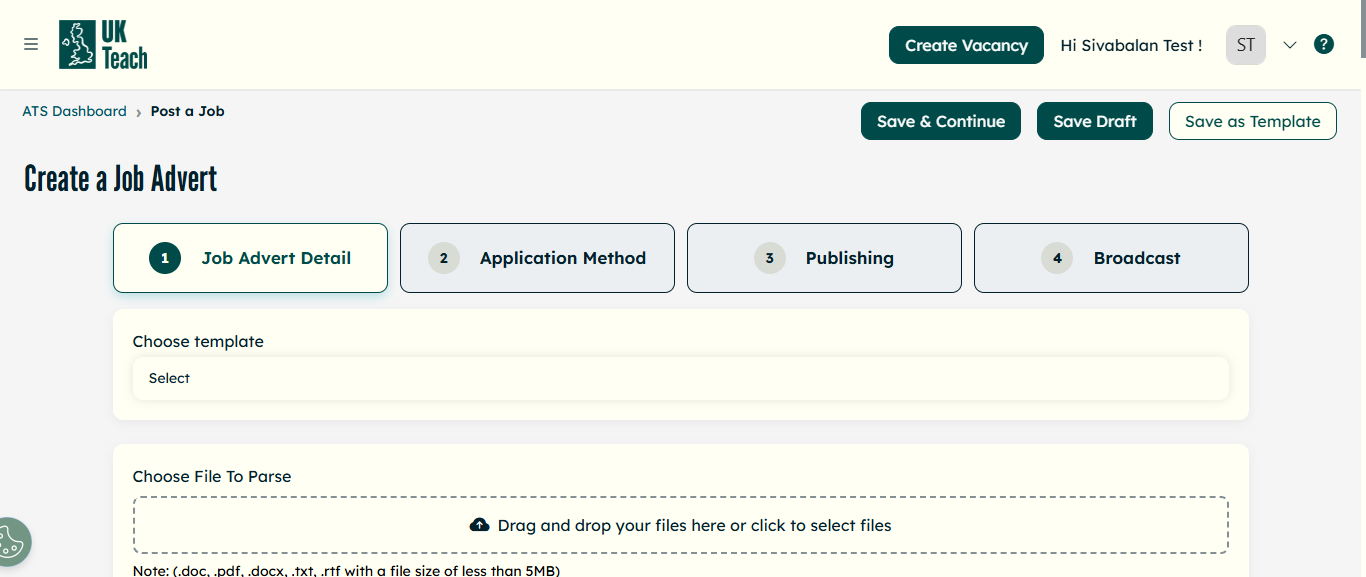 UK
Teach
Create Vacancy
Hi Sivabalan Test !
ST
?
ATS Dashboard › Post a Job
Save & Continue
Save Draft
Save as Template
Create a Job Advert
1 Job Advert Detail
2 Application Method
3 Publishing
4 Broadcast
Choose template
Select
Choose File To Parse
Drag and drop your files here or click to select files
Note: (.doc, .pdf, .docx, .txt, .rtf with a file size of less than 5MB)